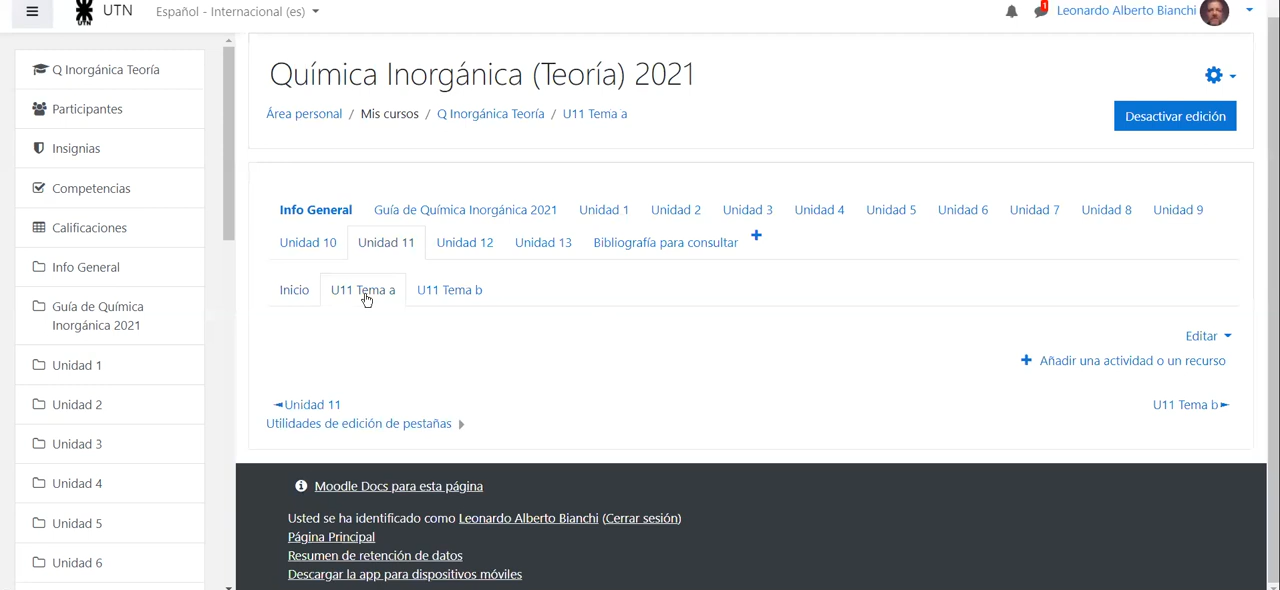 UTN
UTN
Español - Internacional (es)
1
Leonardo Alberto Bianchi
Q Inorgánica Teoría
Participantes
Insignias
Competencias
Calificaciones
Info General
Guía de Química
Inorgánica 2021
Unidad 1
Unidad 2
Unidad 3
Unidad 4
Unidad 5
Unidad 6
Química Inorgánica (Teoría) 2021
Área personal / Mis cursos / Q Inorgánica Teoría / U11 Tema a
Desactivar edición
Info General Guía de Química Inorgánica 2021 Unidad 1 Unidad 2 Unidad 3 Unidad 4 Unidad 5 Unidad 6 Unidad 7 Unidad 8 Unidad 9
Unidad 10 Unidad 11 Unidad 12 Unidad 13 Bibliografía para consultar
Inicio U11 Tema a U11 Tema b
Editar
Añadir una actividad o un recurso
◄Unidad 11 U11 Tema b►
Utilidades de edición de pestañas
Moodle Docs para esta página
Usted se ha identificado como Leonardo Alberto Bianchi (Cerrar sesión)
Página Principal
Resumen de retención de datos
Descargar la app para dispositivos móviles